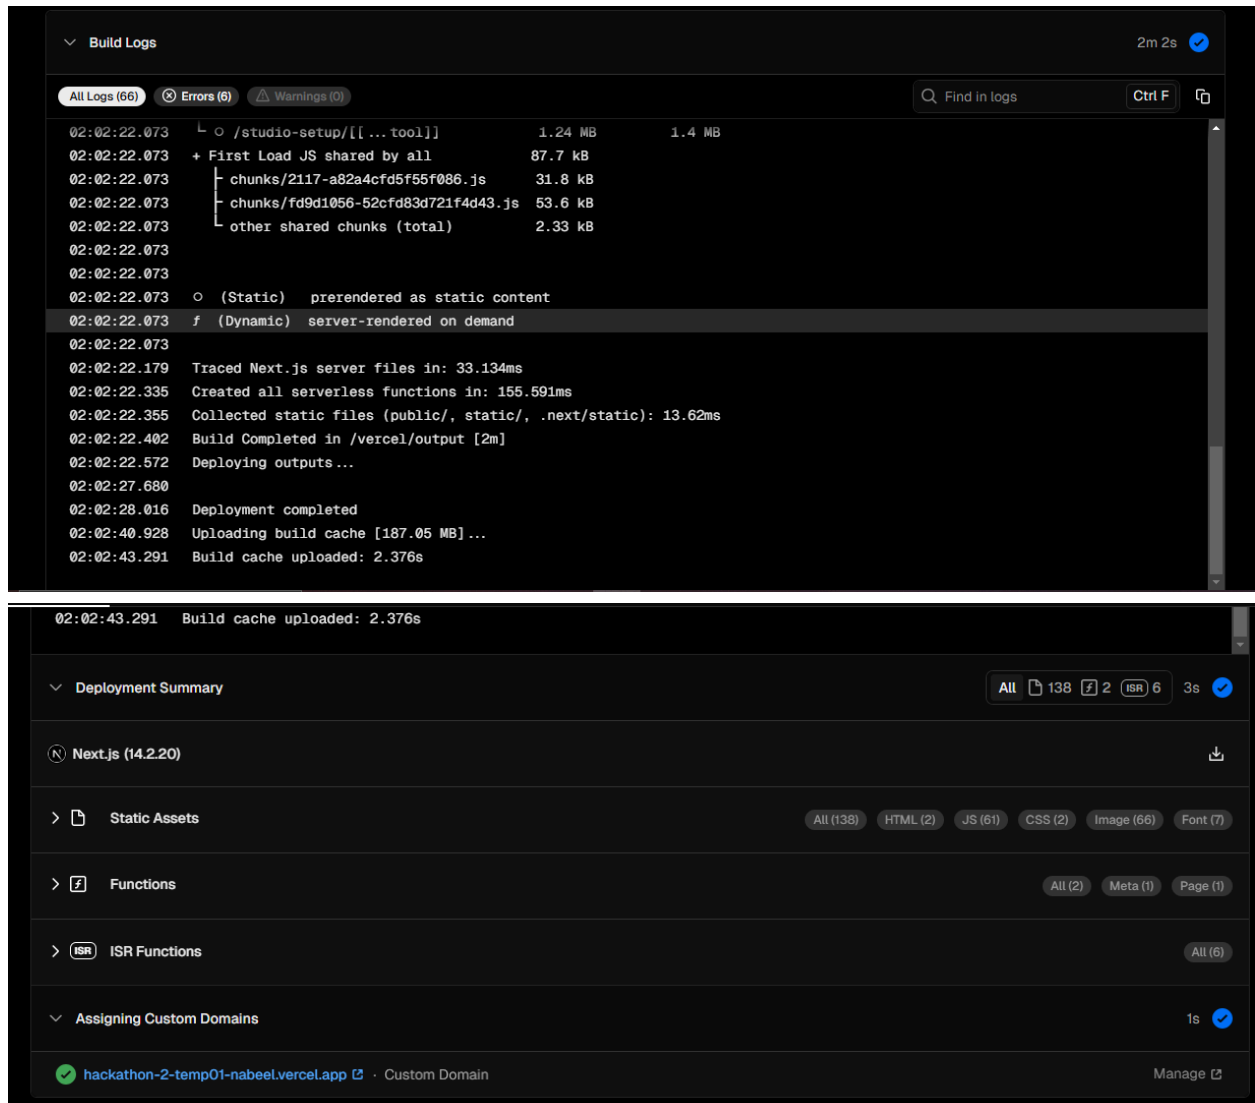 Build Logs 2m 2s
All Logs (66) Errors (6) Warnings (0) Find in logs Ctrl F
02:02:22.073 └ ○ /studio-setup/[[...tool]] 1.24 MB 1.4 MB
02:02:22.073 + First Load JS shared by all 87.7 kB
02:02:22.073 ├ chunks/2117-a82a4cfd5f55f086.js 31.8 kB
02:02:22.073 ├ chunks/fd9d1056-52cfd83d721f4d43.js 53.6 kB
02:02:22.073 └ other shared chunks (total) 2.33 kB
02:02:22.073
02:02:22.073
02:02:22.073 ○ (Static) prerendered as static content
02:02:22.073 ƒ (Dynamic) server-rendered on demand
02:02:22.073
02:02:22.179 Traced Next.js server files in: 33.134ms
02:02:22.335 Created all serverless functions in: 155.591ms
02:02:22.355 Collected static files (public/, static/, .next/static): 13.62ms
02:02:22.402 Build Completed in /vercel/output [2m]
02:02:22.572 Deploying outputs...
02:02:27.680
02:02:28.016 Deployment completed
02:02:40.928 Uploading build cache [187.05 MB]...
02:02:43.291 Build cache uploaded: 2.376s
02:02:43.291 Build cache uploaded: 2.376s
Deployment Summary All 138 ƒ 2 ISR 6 3s
N Next.js (14.2.20)
Static Assets All (138) HTML (2) JS (61) CSS (2) Image (66) Font (7)
ƒ Functions All (2) Meta (1) Page (1)
ISR ISR Functions All (6)
Assigning Custom Domains 1s
hackathon-2-temp01-nabeel.vercel.app · Custom Domain Manage